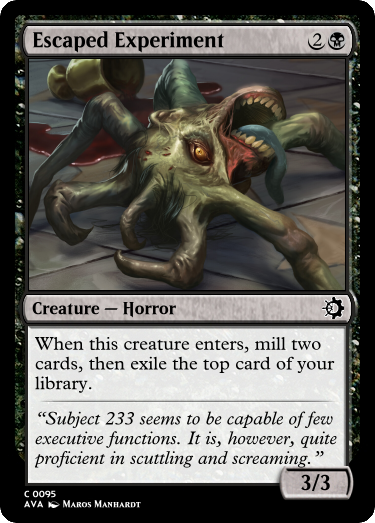 Escaped Experiment 2
Creature — Horror
When this creature enters, mill two
cards, then exile the top card of your
library.
“Subject 233 seems to be capable of few
executive functions. It is, however, quite
proficient in scuttling and screaming.”
3/3
C 0095
AVA Maros Manhardt